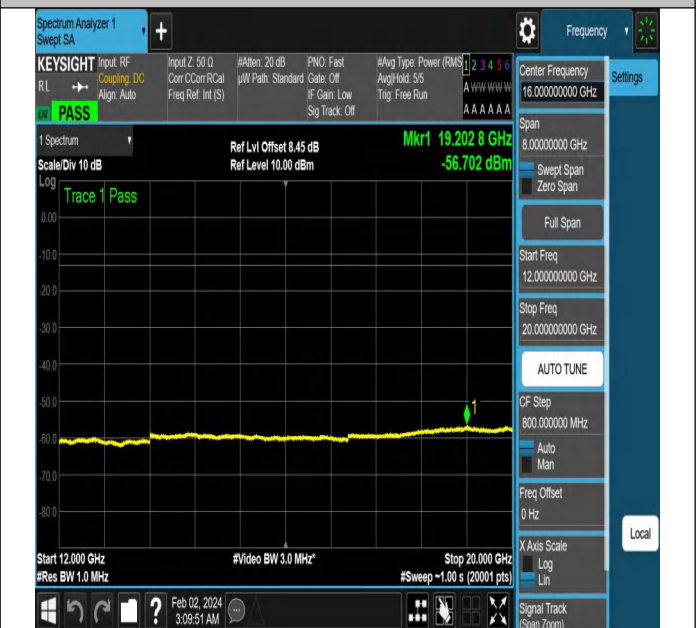 Spectrum Analyzer 1
Swept SA
+
Frequency
KEYSIGHT
RL
PASS
Input: RF
Coupling: DC
Align: Auto
Input Z: 50 Ω
Corr CCorr RCal
Freq Ref: Int (S)
#Atten: 20 dB
µW Path: Standard
PNO: Fast
Gate: Off
IF Gain: Low
Sig Track: Off
#Avg Type: Power (RMS
Avg|Hold: 5/5
Trig: Free Run
1 2 3 4 5 6
A W W W W W
A A A A A A
1 Spectrum
Scale/Div 10 dB
Ref Lvl Offset 8.45 dB
Ref Level 10.00 dBm
Mkr1 19.202 8 GHz
-56.702 dBm
Log
Trace 1 Pass
0.00
-10.0
-20.0
-30.0
-40.0
-50.0
-60.0
-70.0
-80.0
1
Start 12.000 GHz
#Res BW 1.0 MHz
#Video BW 3.0 MHz*
Stop 20.000 GHz
#Sweep ~1.00 s (20001 pts)
?
Feb 02, 2024
3:09:51 AM
Center Frequency
16.000000000 GHz
Span
8.00000000 GHz
Swept Span
Zero Span
Full Span
Start Freq
12.000000000 GHz
Stop Freq
20.000000000 GHz
AUTO TUNE
CF Step
800.000000 MHz
Auto
Man
Freq Offset
0 Hz
X Axis Scale
Log
Lin
Signal Track
(Span Zoom)
Settings
Local